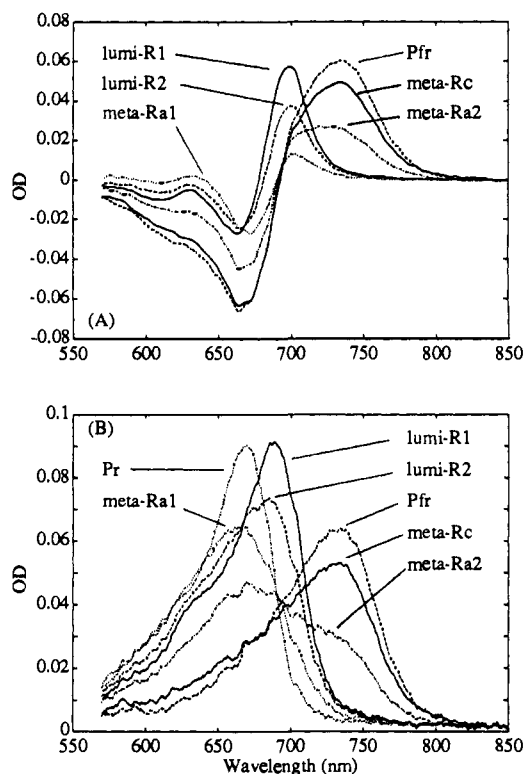 0.08
0.06
0.04
0.02
0
-0.02
-0.04
-0.06
-0.08
OD
lumi-R1
lumi-R2
meta-Ra1
Pfr
meta-Rc
meta-Ra2
(A)
550 600 650 700 750 800 850
0.1
0.08
0.06
0.04
0.02
0
OD
(B)
Pr
meta-Ra1
lumi-R1
lumi-R2
Pfr
meta-Rc
meta-Ra2
550 600 650 700 750 800 850
Wavelength (nm)